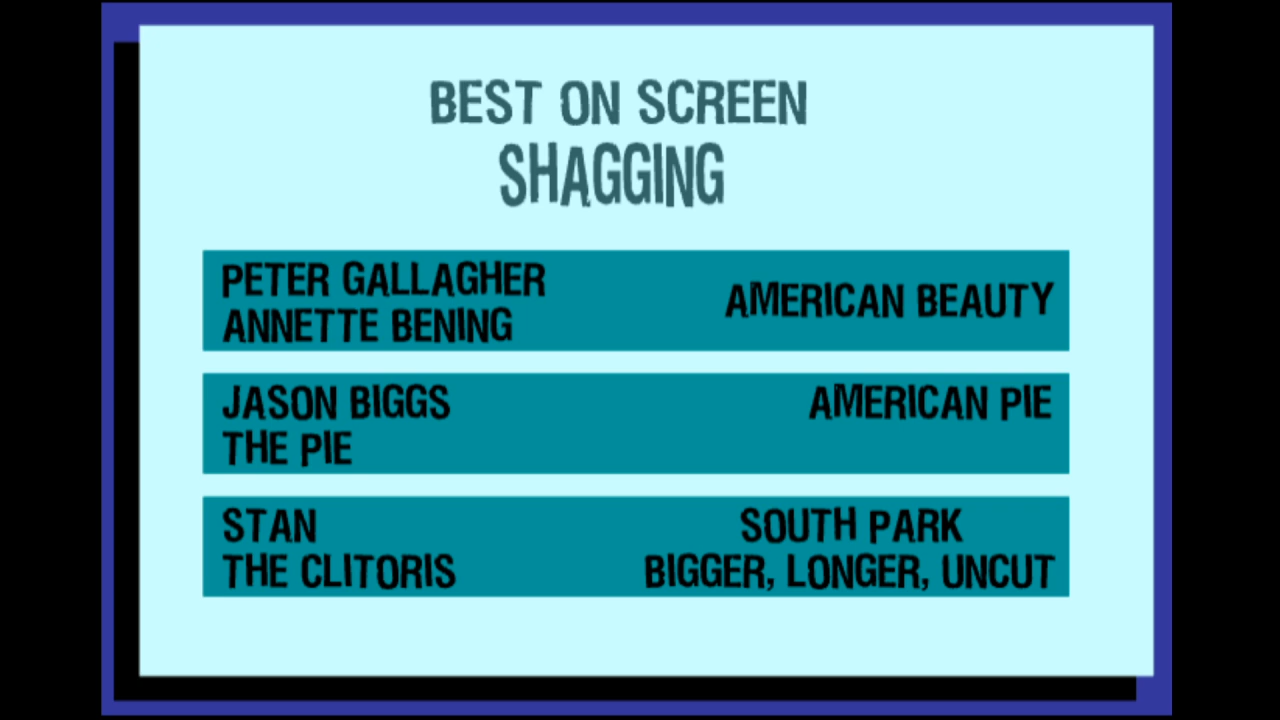 BEST ON SCREEN
SHAGGING
PETER GALLAGHER
ANNETTE BENING
AMERICAN BEAUTY
JASON BIGGS
THE PIE
AMERICAN PIE
STAN
THE CLITORIS
SOUTH PARK
BIGGER, LONGER, UNCUT